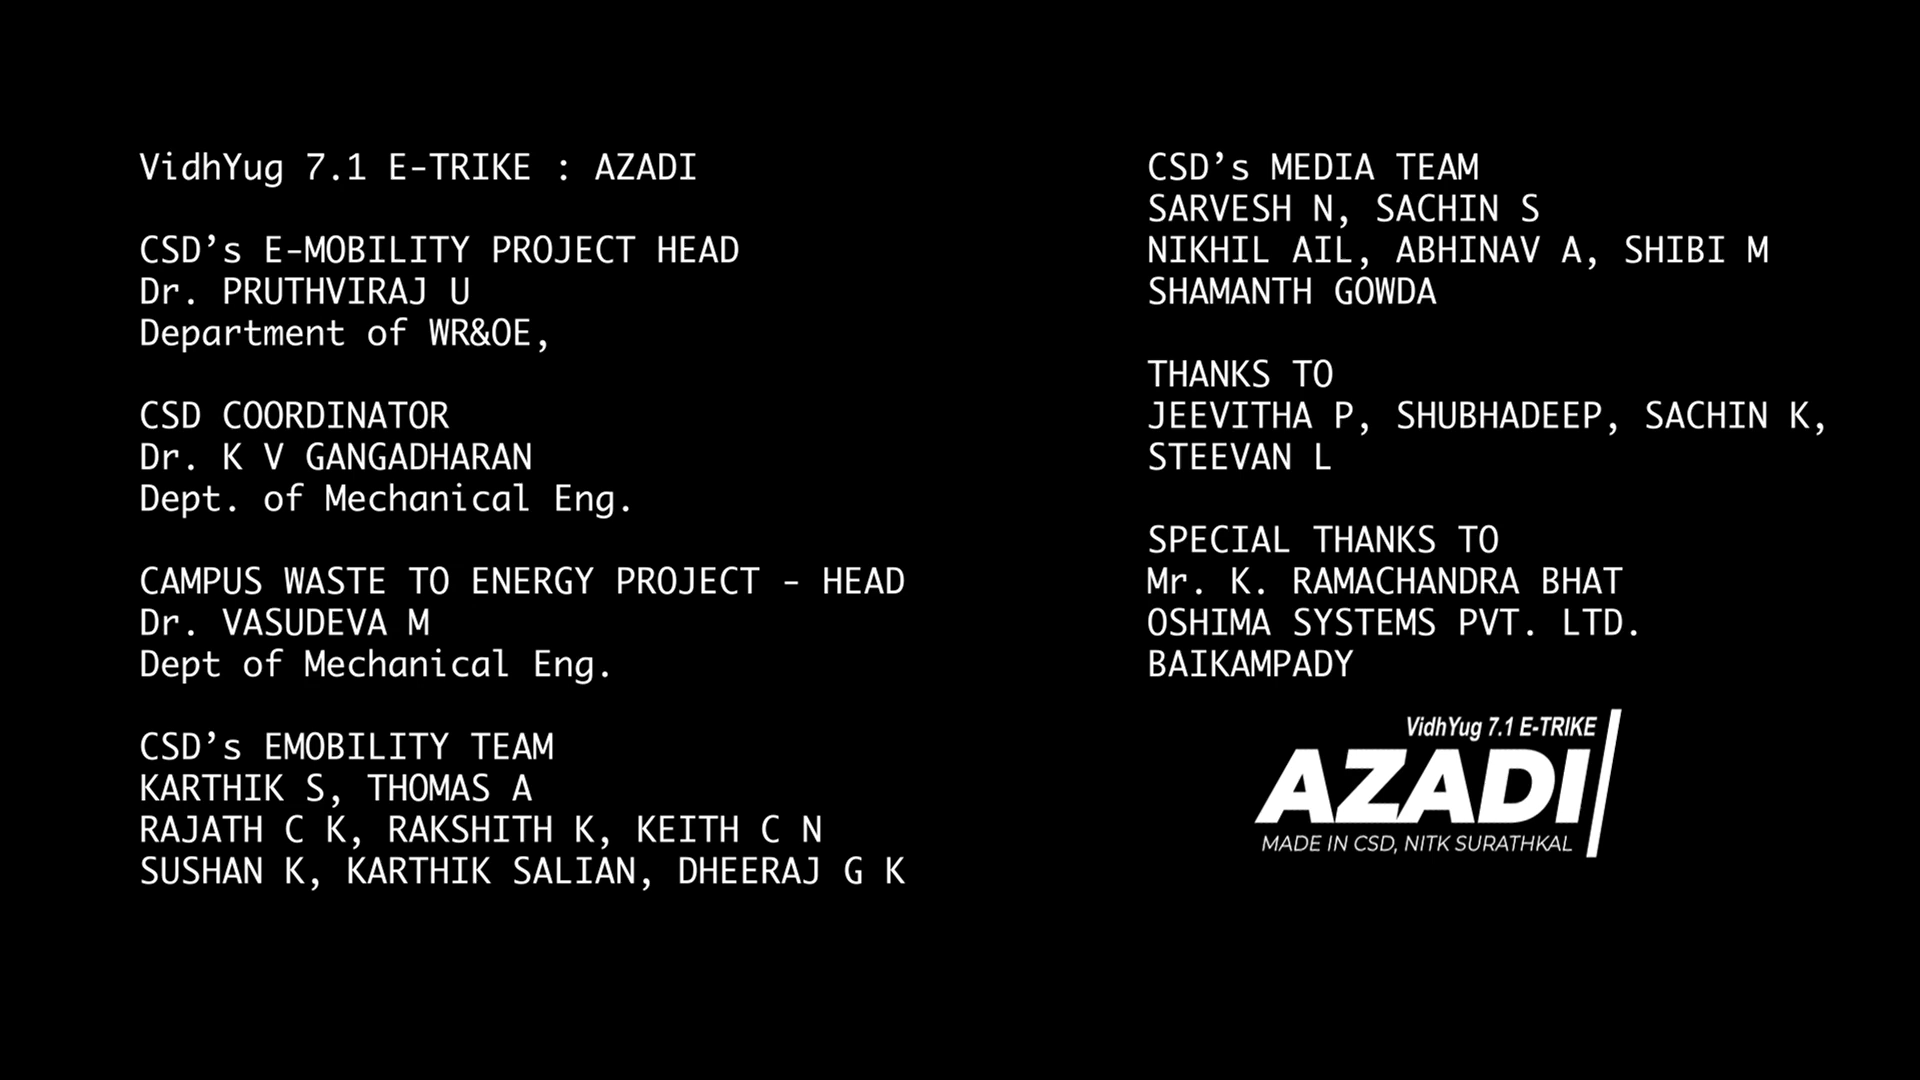 VidhYug 7.1 E-TRIKE : AZADI
CSD’s E-MOBILITY PROJECT HEAD
Dr. PRUTHVIRAJ U
Department of WR&OE,
CSD COORDINATOR
Dr. K V GANGADHARAN
Dept. of Mechanical Eng.
CAMPUS WASTE TO ENERGY PROJECT - HEAD
Dr. VASUDEVA M
Dept of Mechanical Eng.
CSD’s EMOBILITY TEAM
KARTHIK S, THOMAS A
RAJATH C K, RAKSHITH K, KEITH C N
SUSHAN K, KARTHIK SALIAN, DHEERAJ G K
CSD’s MEDIA TEAM
SARVESH N, SACHIN S
NIKHIL AIL, ABHINAV A, SHIBI M
SHAMANTH GOWDA
THANKS TO
JEEVITHA P, SHUBHADEEP, SACHIN K,
STEEVAN L
SPECIAL THANKS TO
Mr. K. RAMACHANDRA BHAT
OSHIMA SYSTEMS PVT. LTD.
BAIKAMPADY
VidhYug 7.1 E-TRIKE
AZADI
MADE IN CSD, NITK SURATHKAL